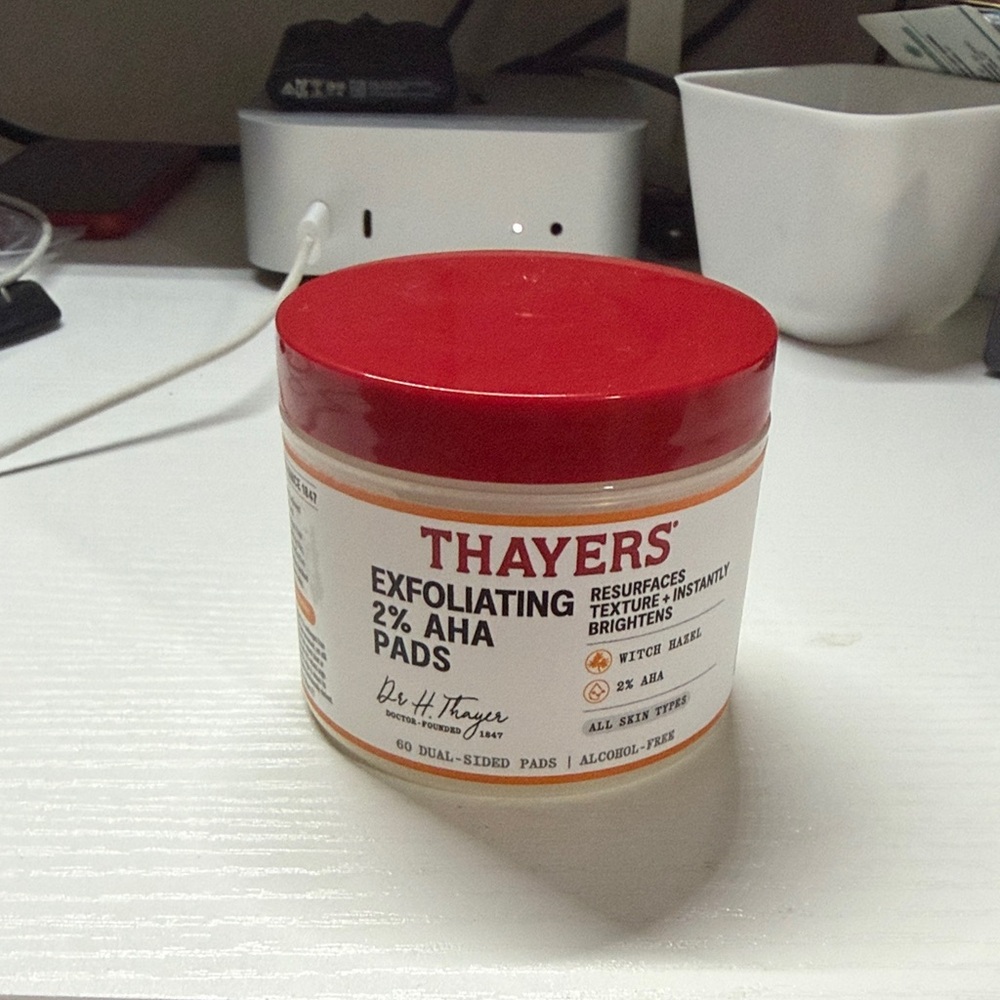 THAYERS
EXFOLIATING
2% AHA
PADS
Dr H. Thayer
DOCTOR-FOUNDED 1847
RESURFACES
TEXTURE + INSTANTLY
BRIGHTENS
WITCH HAZEL
2% AHA
ALL SKIN TYPES
60 DUAL-SIDED PADS | ALCOHOL-FREE
1847